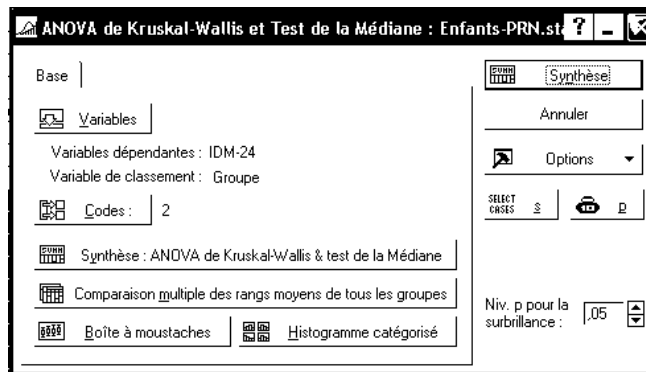 ANOVA de Kruskal-Wallis et Test de la Médiane : Enfants-PRN.sta
Base
Variables
Variables dépendantes : IDM-24
Variable de classement : Groupe
Codes : 2
Synthèse : ANOVA de Kruskal-Wallis & test de la Médiane
Comparaison multiple des rangs moyens de tous les groupes
Boîte à moustaches
Histogramme catégorisé
Synthèse
Annuler
Options
SELECT CASES S
D
Niv. p pour la surbrillance : ,05